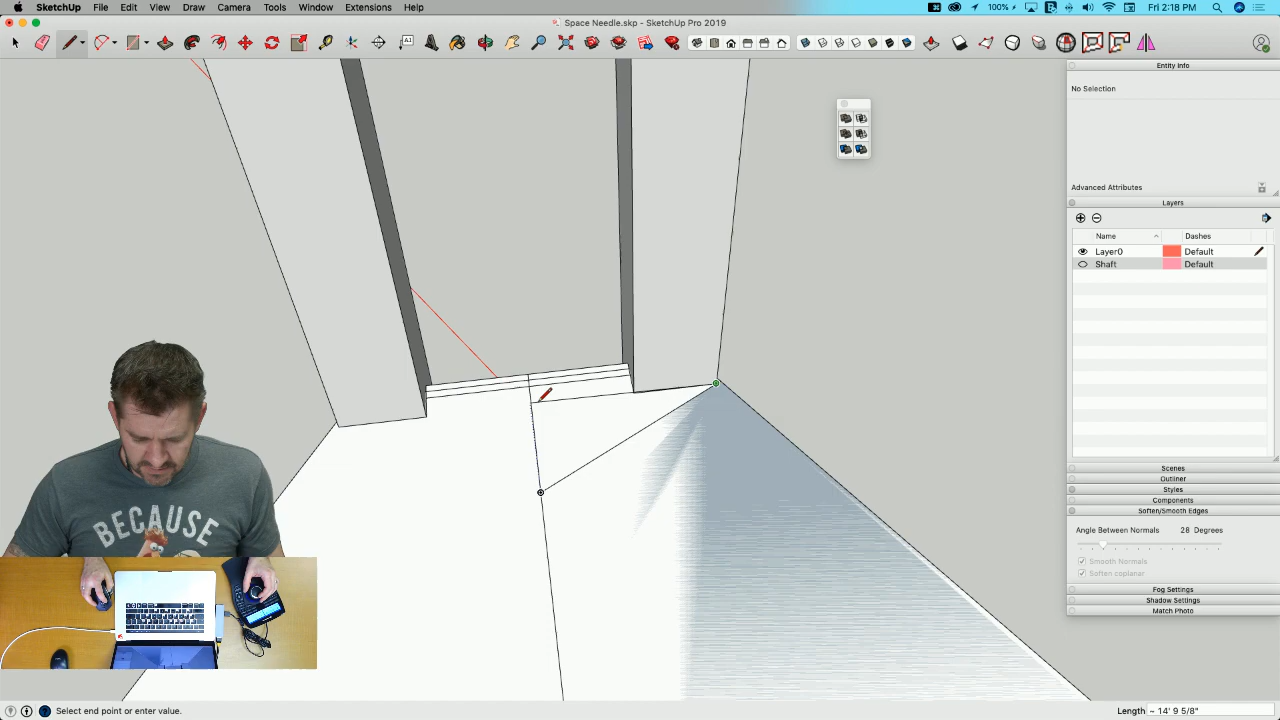 SketchUp File Edit View Draw Camera Tools Window Extensions Help
100% Fri 2:18 PM
Space Needle.skp - SketchUp Pro 2019
Entity Info
No Selection
Advanced Attributes
Layers
Name Dashes
Layer0 Default
Shaft Default
Scenes
Outliner
Styles
Components
Soften/Smooth Edges
Angle Between Normals 28 Degrees
Smooth Normals
Soften coplanar
Fog Settings
Shadow Settings
Match Photo
BECAUSE
Select end point or enter value.
Length ~ 14' 9 5/8"